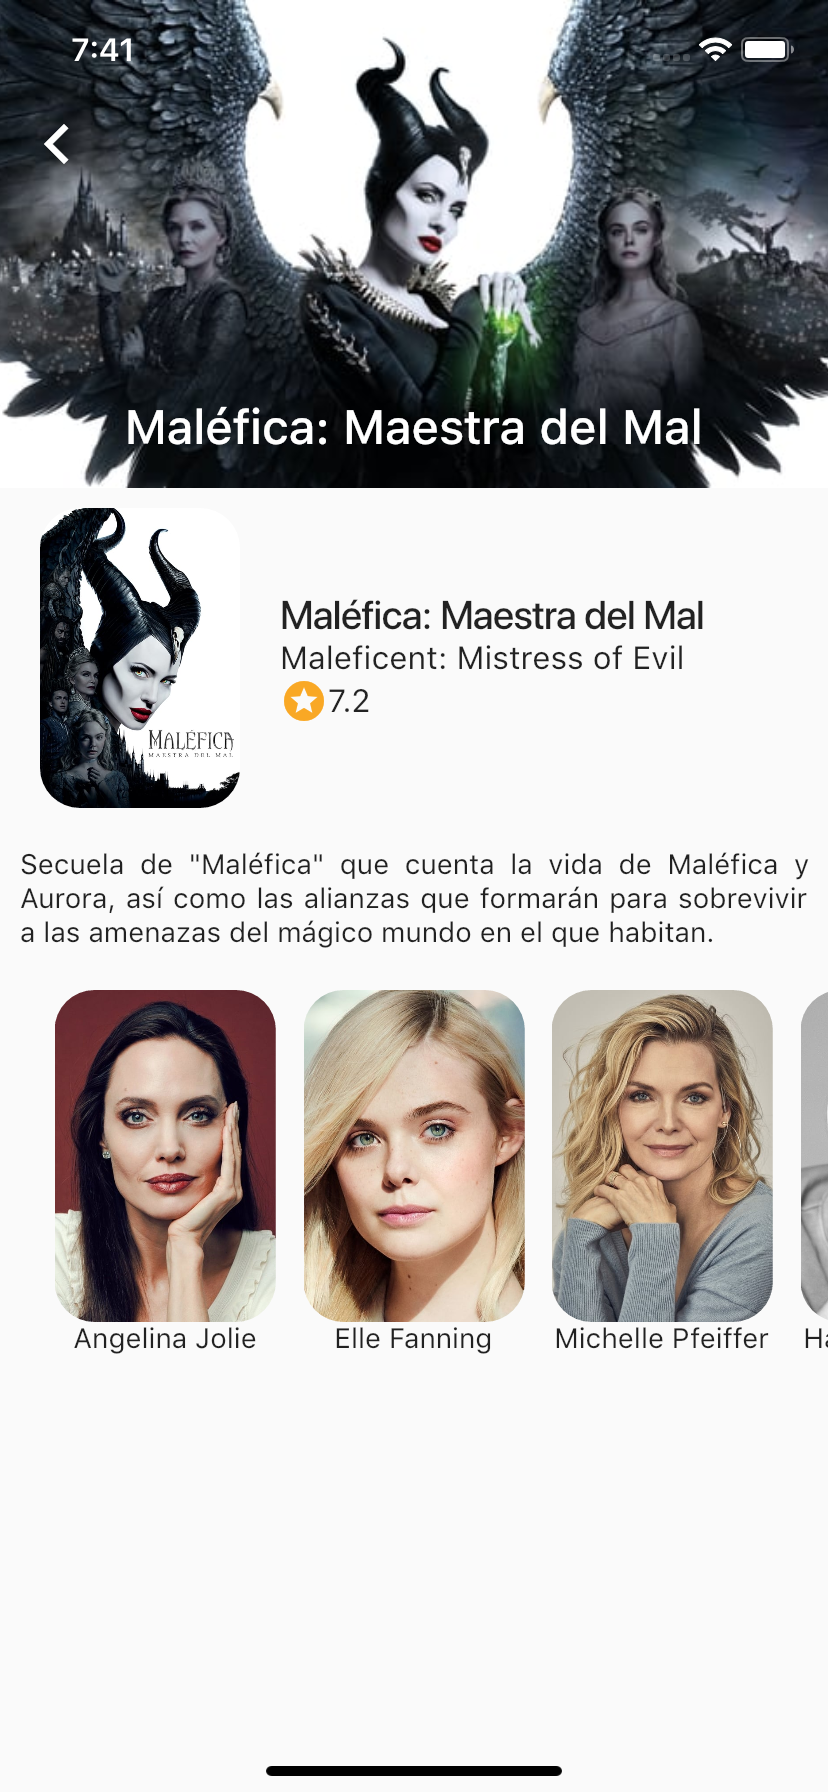 7:41
Maléfica: Maestra del Mal
Maléfica: Maestra del Mal
Maleficent: Mistress of Evil
7.2
MALÉFICA
MAESTRA DEL MAL
Secuela de "Maléfica" que cuenta la vida de Maléfica y
Aurora, así como las alianzas que formarán para sobrevivir
a las amenazas del mágico mundo en el que habitan.
Angelina Jolie
Elle Fanning
Michelle Pfeiffer